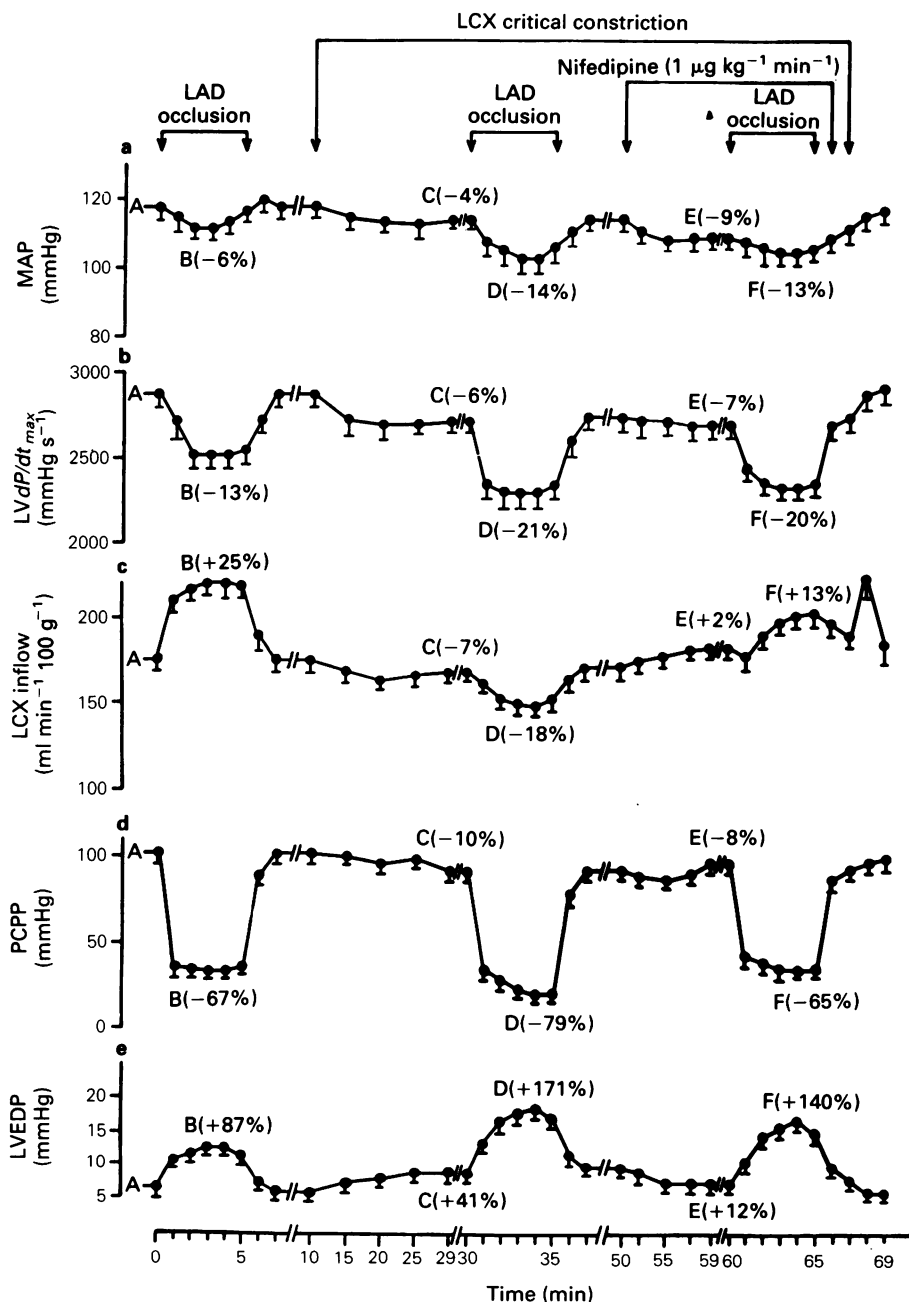 LCX critical constriction
Nifedipine (1 μg kg⁻¹ min⁻¹)
LAD
occlusion
LAD
occlusion
LAD
occlusion
a
120
100
80
MAP
(mmHg)
A
B(−6%)
C(−4%)
D(−14%)
E(−9%)
F(−13%)
b
3000
2500
2000
LVdP/dt max
(mmHg s⁻¹)
A
B(−13%)
C(−6%)
D(−21%)
E(−7%)
F(−20%)
c
200
150
100
LCX inflow
(ml min⁻¹ 100 g⁻¹)
A
B(+25%)
C(−7%)
D(−18%)
E(+2%)
F(+13%)
d
100
50
0
PCPP
(mmHg)
A
B(−67%)
C(−10%)
D(−79%)
E(−8%)
F(−65%)
e
20
15
10
5
LVEDP
(mmHg)
A
B(+87%)
C(+41%)
D(+171%)
E(+12%)
F(+140%)
0 5 10 15 20 25 29 30 35 50 55 59 60 65 69
Time (min)